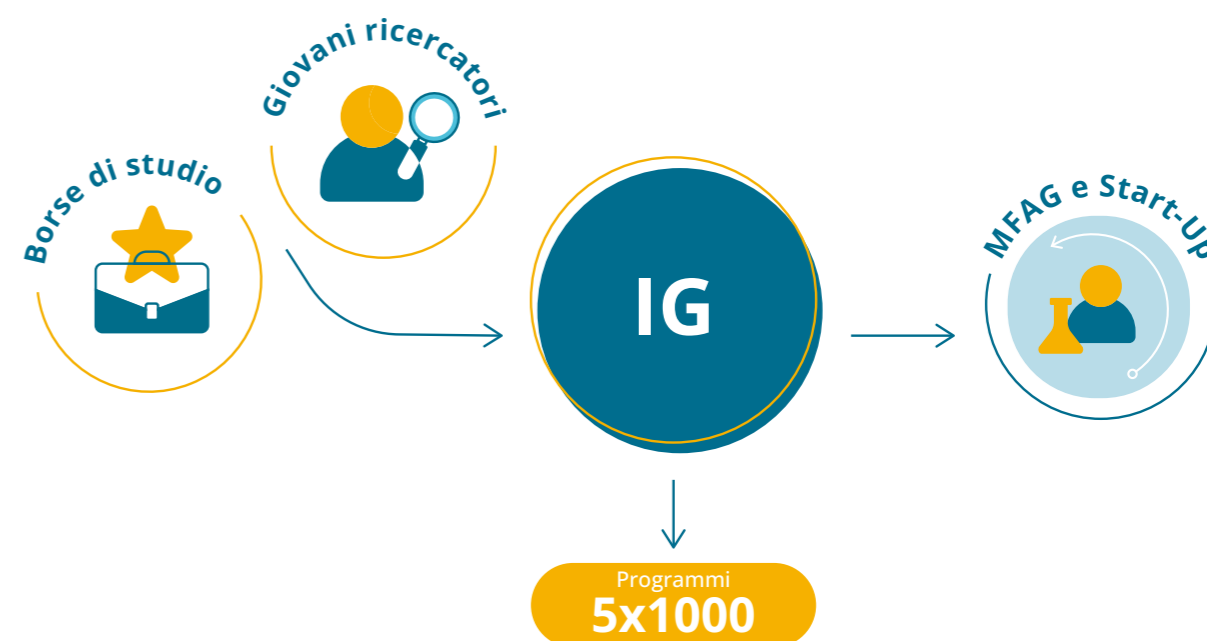 Giovani ricercatori
Borse di studio
IG
MFAG e Start-Up
Programmi
5x1000